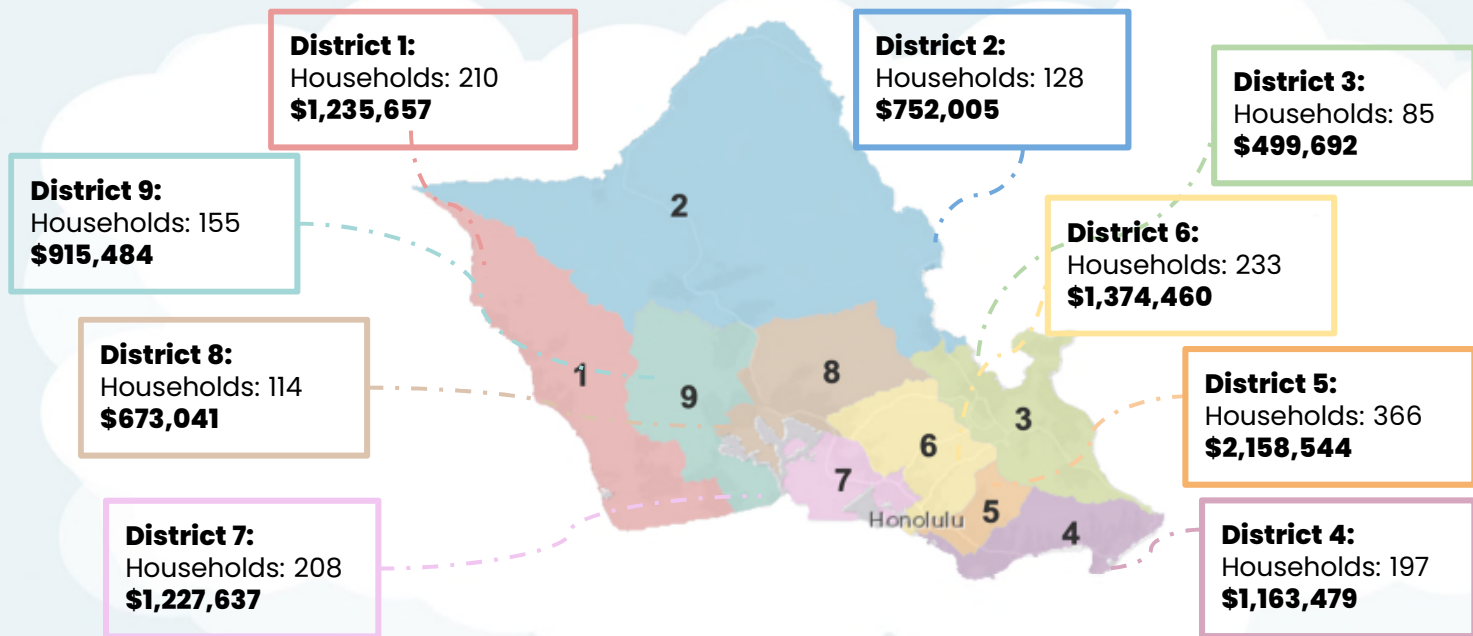 District 1:
Households: 210
$1,235,657
District 2:
Households: 128
$752,005
District 3:
Households: 85
$499,692
District 9:
Households: 155
$915,484
District 6:
Households: 233
$1,374,460
District 8:
Households: 114
$673,041
District 5:
Households: 366
$2,158,544
District 7:
Households: 208
$1,227,637
District 4:
Households: 197
$1,163,479
2
1
9
8
3
6
7
5
4
Honolulu